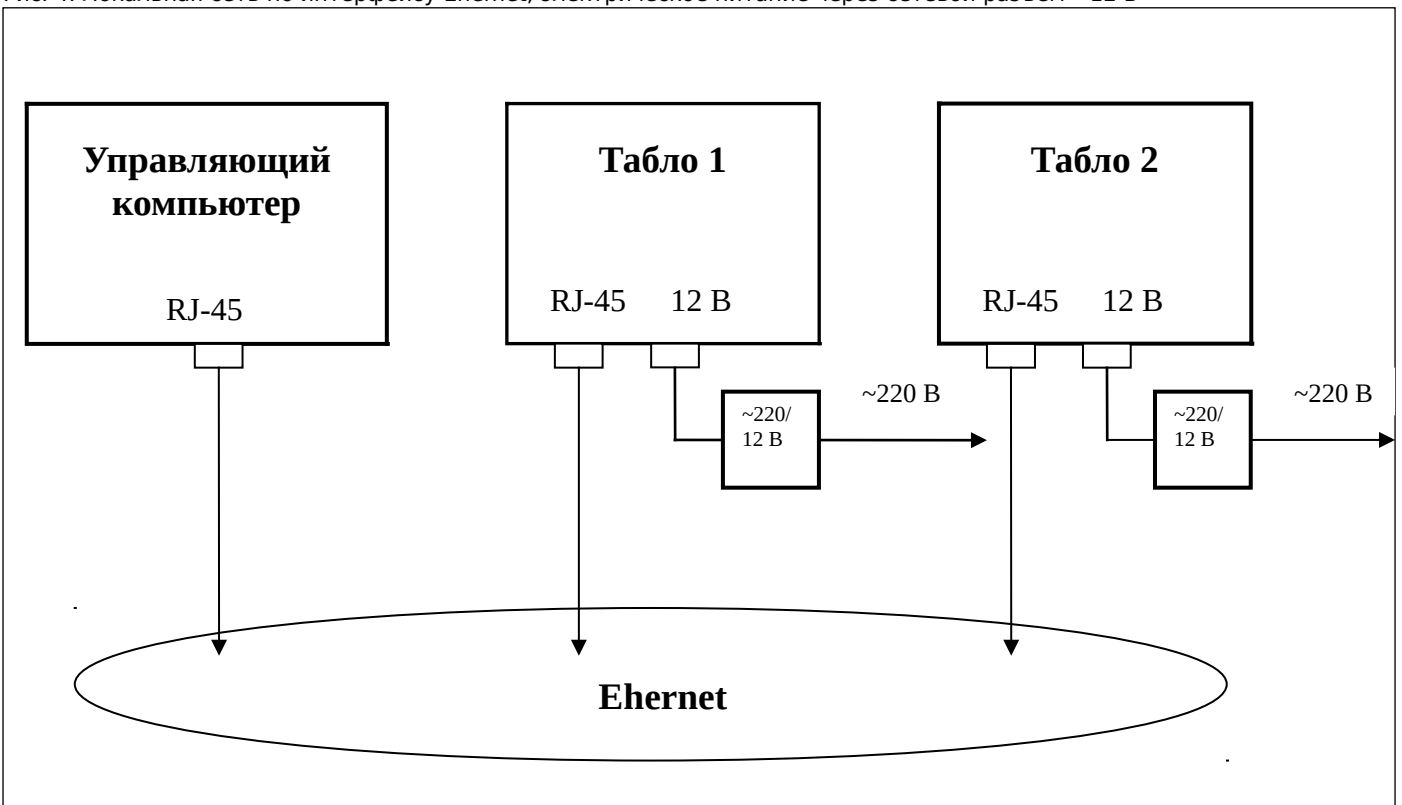 Управляющий
компьютер
Табло 1
Табло 2
RJ-45
RJ-45
12 В
RJ-45
12 В
~220 В
~220 В
~220/
12 В
~220/
12 В
Ehernet